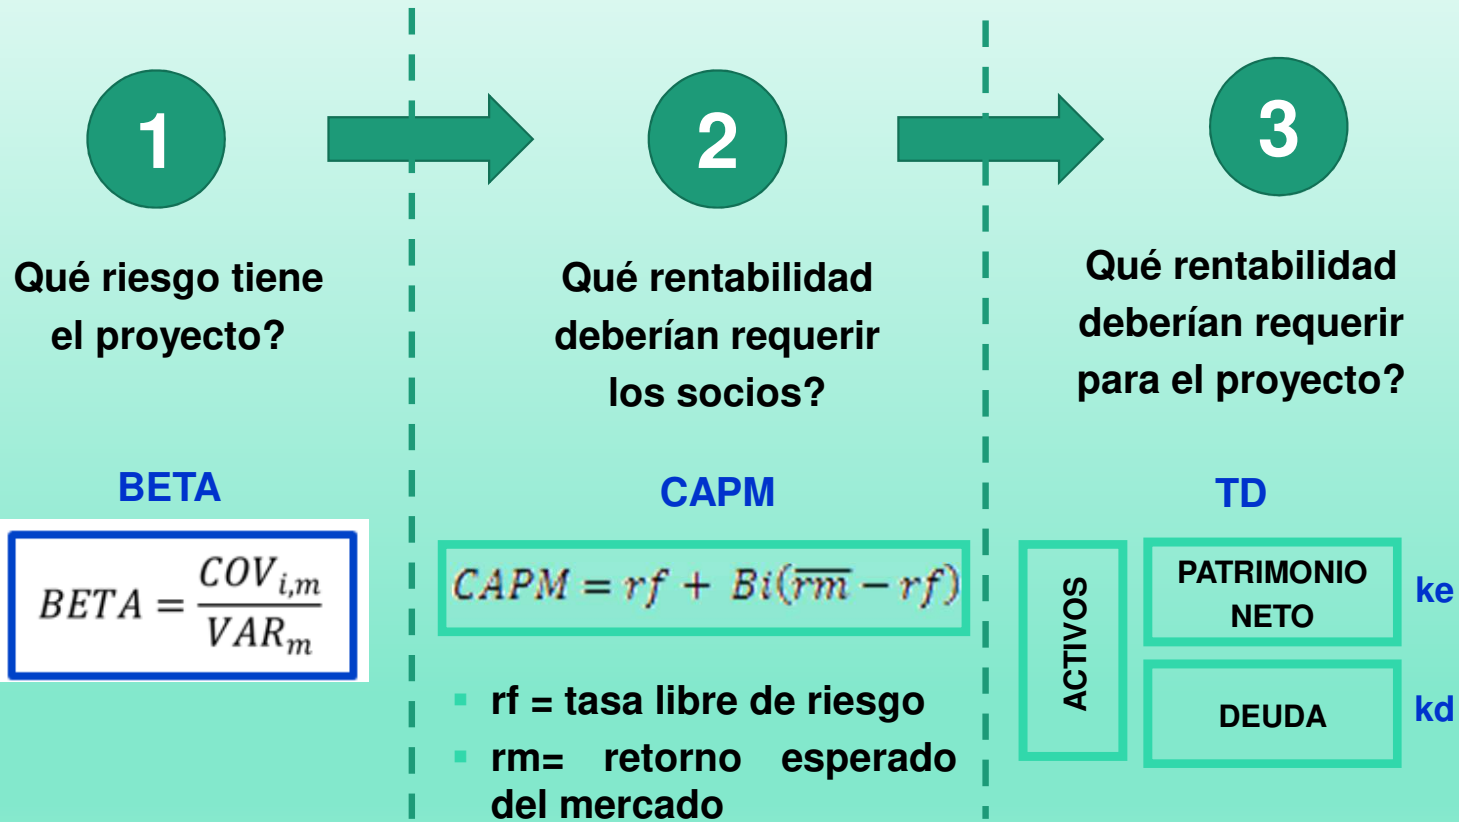 1
Qué riesgo tiene
el proyecto?
BETA
BETA = COV_{i,m} / VAR_m
2
Qué rentabilidad
deberían requerir
los socios?
CAPM
CAPM = rf + Bi(\overline{rm} − rf)
▪ rf = tasa libre de riesgo
▪ rm= retorno esperado
del mercado
3
Qué rentabilidad
deberían requerir
para el proyecto?
TD
ACTIVOS
PATRIMONIO
NETO
ke
DEUDA
kd